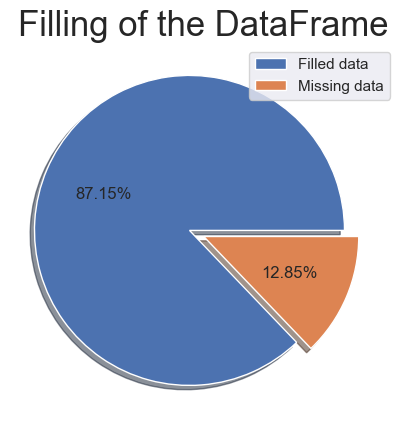 Filling of the DataFrame
Filled data
Missing data
87.15%
12.85%